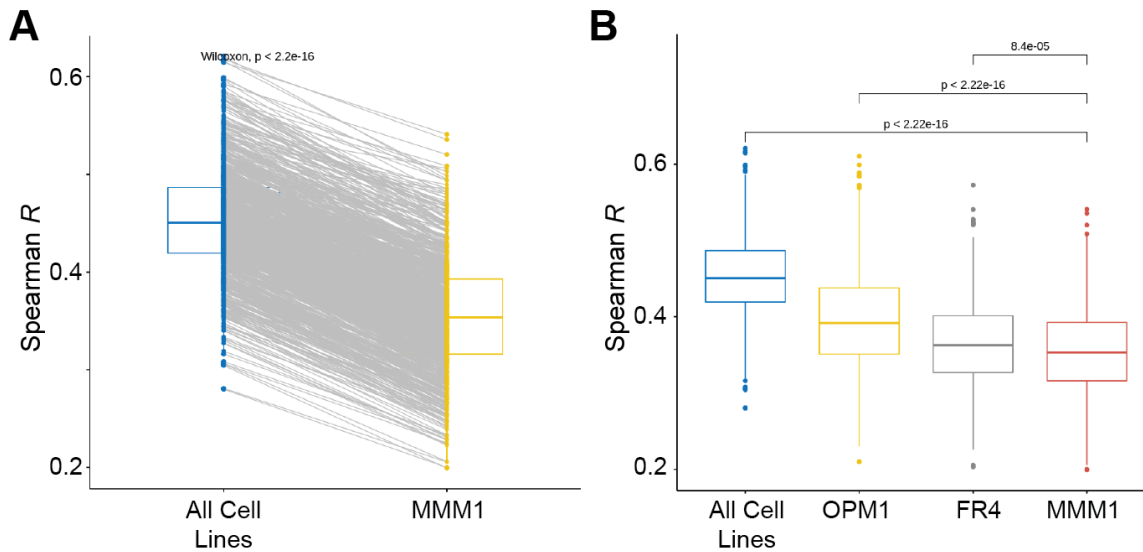 A
Wilcoxon, p < 2.2e-16
Spearman R
0.6
0.4
0.2
All Cell
Lines
MMM1
B
8.4e-05
p < 2.22e-16
p < 2.22e-16
Spearman R
0.6
0.4
0.2
All Cell
Lines
OPM1
FR4
MMM1